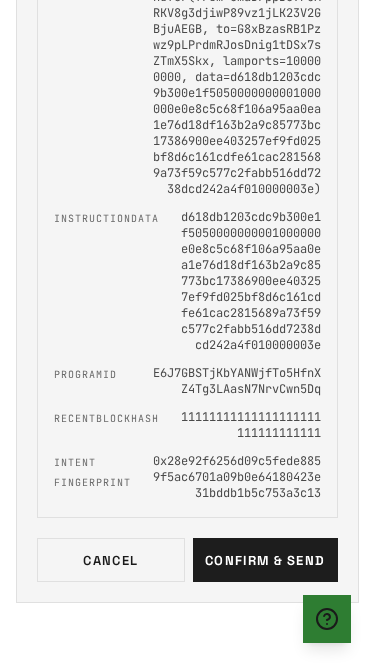 RKV8g3djiwP89vz1jLK23V2G
BjuAEGB, to=G8xBzasRB1Pz
wz9pLPrdmRJosDnig1tDSx7s
ZTmX5Skx, lamports=10000
0000, data=d618db1203cdc
9b300e1f5050000000001000
000e0e8c5c68f106a95aa0ea
1e76d18df163b2a9c85773bc
17386900ee403257ef9fd025
bf8d6c161cdfe61cac281568
9a73f59c577c2fabb516dd72
38dcd242a4f010000003e)
INSTRUCTIONDATA
d618db1203cdc9b300e1
f5050000000001000000
e0e8c5c68f106a95aa0e
a1e76d18df163b2a9c85
773bc17386900ee40325
7ef9fd025bf8d6c161cd
fe61cac2815689a73f59
c577c2fabb516dd7238d
cd242a4f010000003e
PROGRAMID
E6J7GBSTjKbYANWjfTo5HfnX
Z4Tg3LAasN7NrvCwn5Dq
RECENTBLOCKHASH
11111111111111111111
111111111111
INTENT
FINGERPRINT
0x28e92f6256d09c5fede885
9f5ac6701a09b0e64180423e
31bddb1b5c753a3c13
CANCEL
CONFIRM & SEND